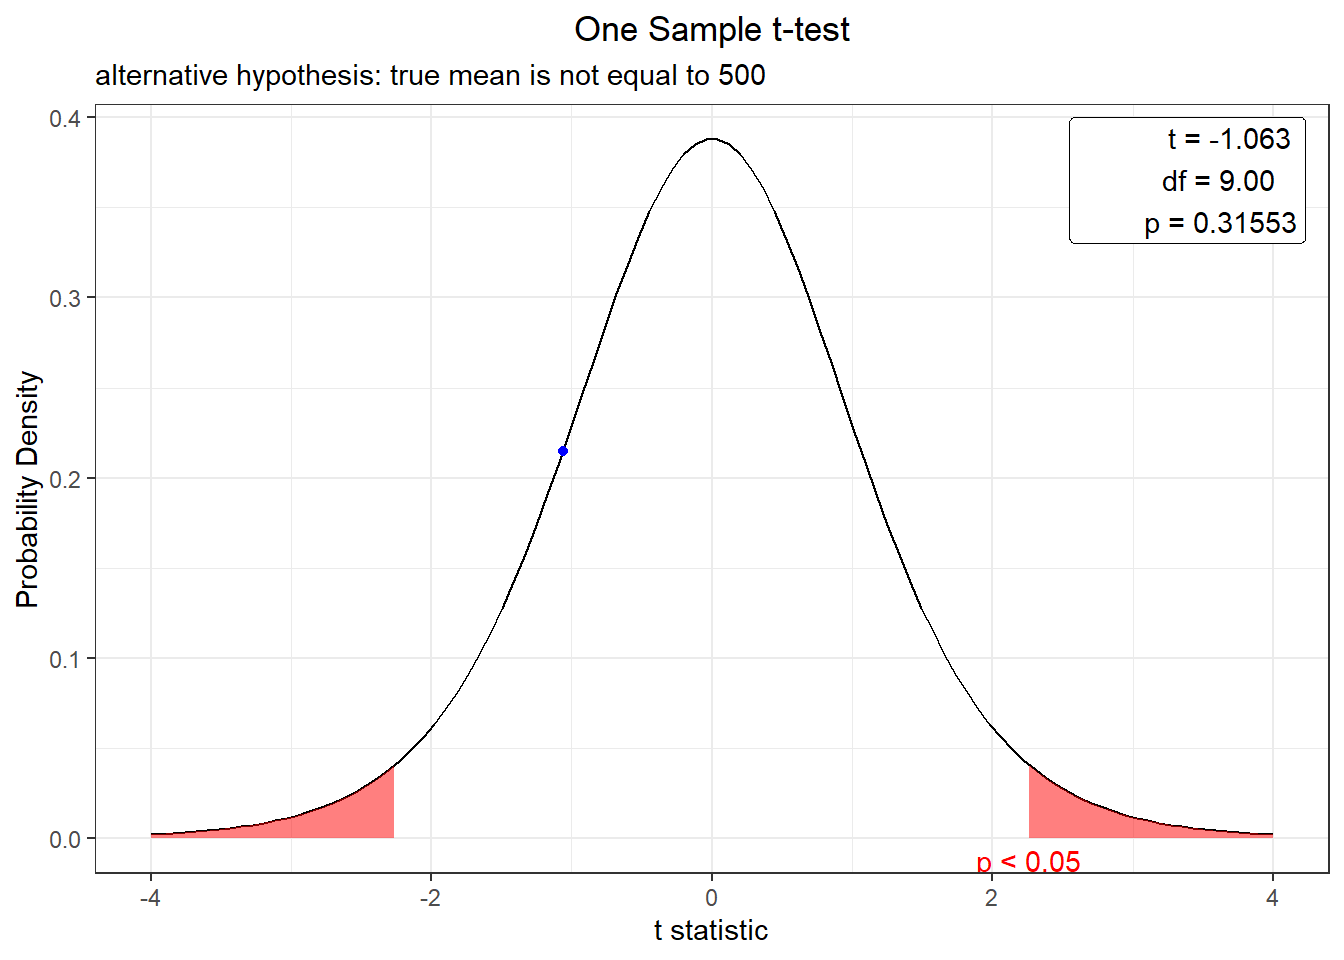 One Sample t-test
alternative hypothesis: true mean is not equal to 500
t = -1.063
df = 9.00
p = 0.31553
Probability Density
0.4
0.3
0.2
0.1
0.0
p < 0.05
-4
-2
0
2
4
t statistic